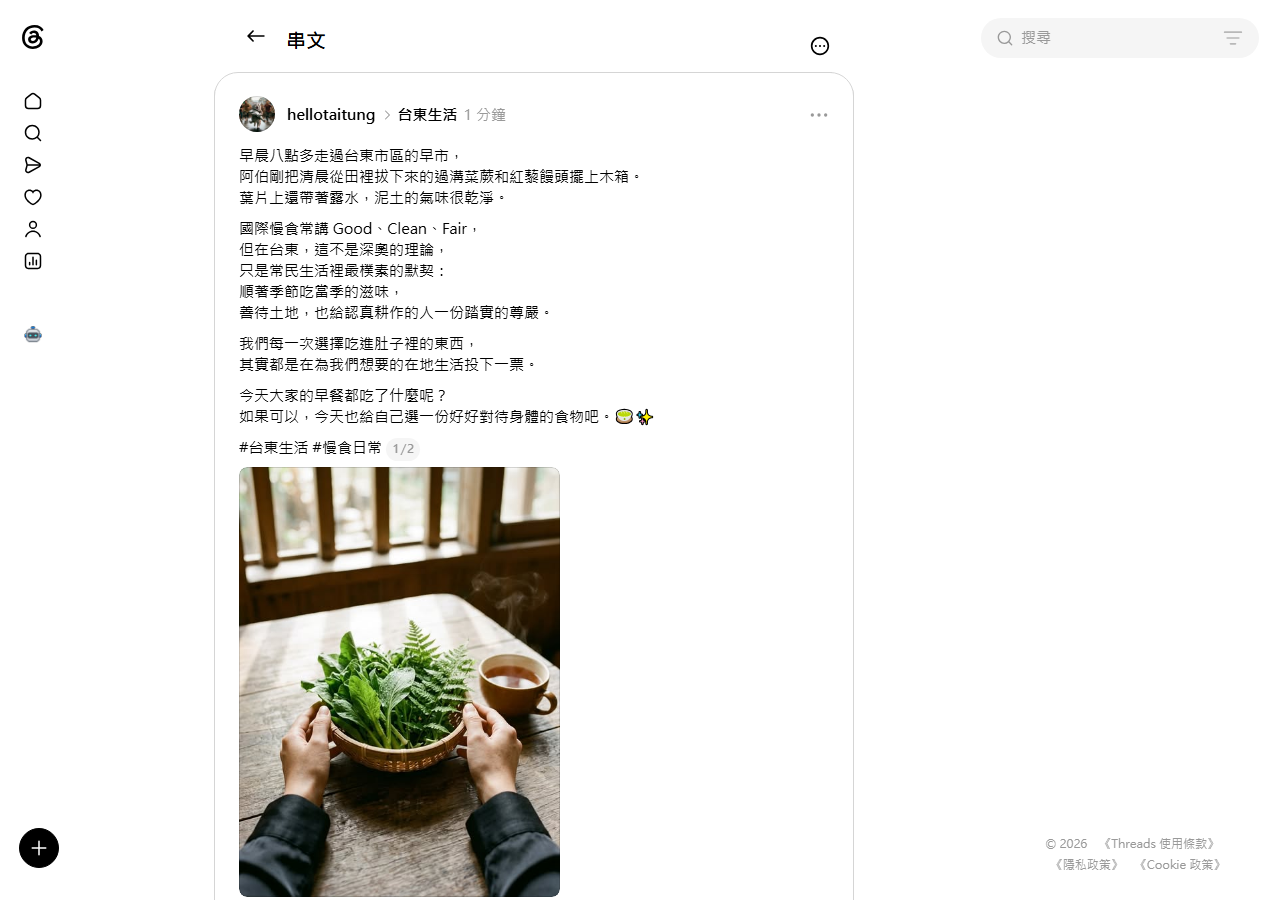 串文
搜尋
hellotaitung > 台東生活 1 分鐘
早晨八點多走過台東市區的早市，
阿伯剛把清晨從田裡拔下來的過溝菜蕨和紅藜饅頭擺上木箱。
葉片上還帶著露水，泥土的氣味很乾淨。
國際慢食常講 Good、Clean、Fair，
但在台東，這不是深奧的理論，
只是常民生活裡最樸素的默契：
順著季節吃當季的滋味，
善待土地，也給認真耕作的人一份踏實的尊嚴。
我們每一次選擇吃進肚子裡的東西，
其實都是在為我們想要的在地生活投下一票。
今天大家的早餐都吃了什麼呢？
如果可以，今天也給自己選一份好好對待身體的食物吧。🍵✨
#台東生活 #慢食日常 1/2
© 2026 《Threads 使用條款》
《隱私政策》 《Cookie 政策》